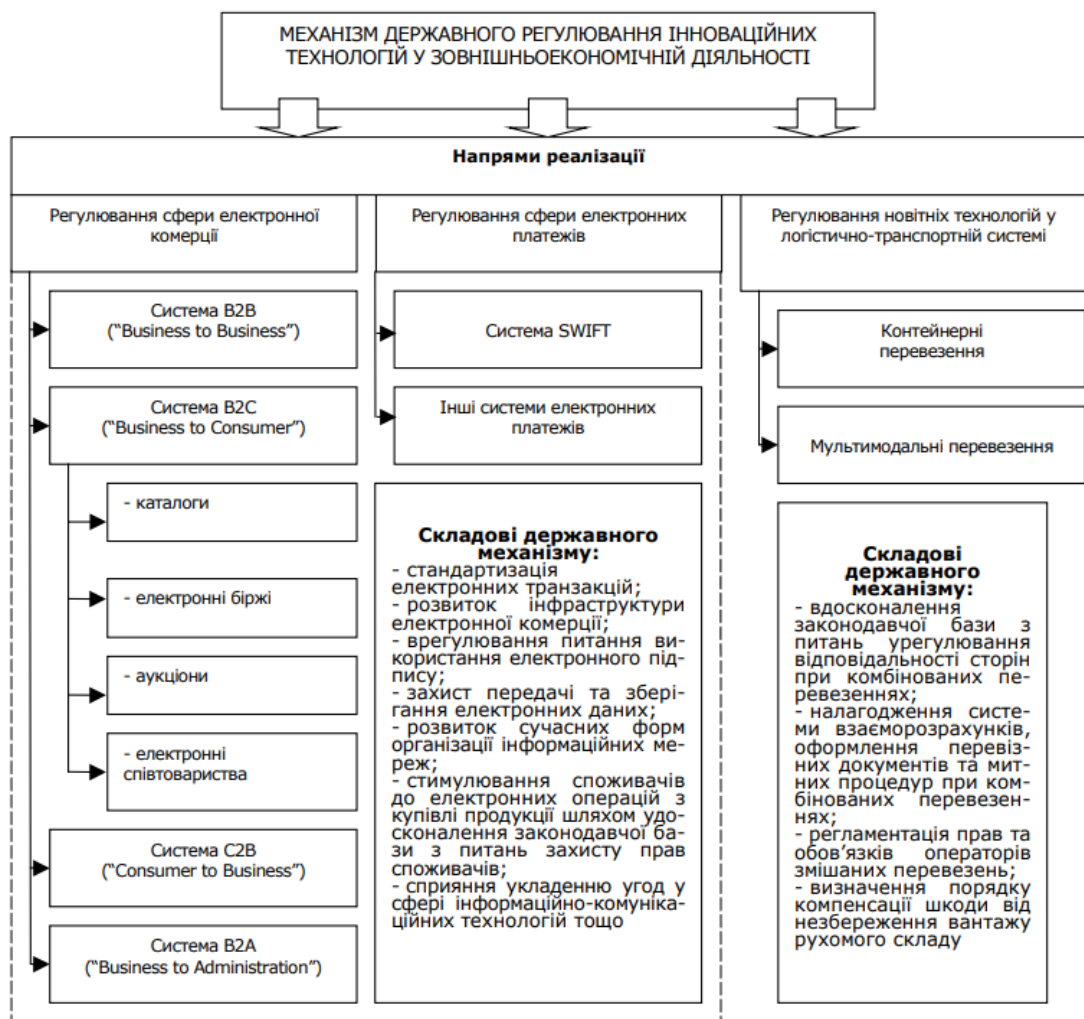 МЕХАНІЗМ ДЕРЖАВНОГО РЕГУЛЮВАННЯ ІННОВАЦІЙНИХ
ТЕХНОЛОГІЙ У ЗОВНІШНЬОЕКОНОМІЧНІЙ ДІЯЛЬНОСТІ
Напрями реалізації
Регулювання сфери електронної
комерції
Система B2B
(“Business to Business”)
Система B2C
(“Business to Consumer”)
- каталоги
- електронні біржі
- аукціони
- електронні
співтовариства
Система C2B
(“Consumer to Business”)
Система B2A
(“Business to Administration”)
Регулювання сфери електронних
платежів
Система SWIFT
Інші системи електронних
платежів
Складові державного
механізму:
- стандартизація
електронних транзакцій;
- розвиток інфраструктури
електронної комерції;
- врегулювання питання ви-
користання електронного під-
пису;
- захист передачі та збері-
гання електронних даних;
- розвиток сучасних форм
організації інформаційних ме-
реж;
- стимулювання споживачів
до електронних операцій з
купівлі продукції шляхом удо-
сконалення законодавчої ба-
зи з питань захисту прав
споживачів;
- сприяння укладенню угод у
сфері інформаційно-комуніка-
ційних технологій тощо
Регулювання новітніх технологій у
логістично-транспортній системі
Контейнерні
перевезення
Мультимодальні перевезення
Складові
державного
механізму:
- вдосконалення
законодавчої бази з
питань урегулювання
відповідальності сторін
при комбінованих пе-
ревезеннях;
- налагодження систе-
ми взаєморозрахунків,
оформлення перевіз-
них документів та мит-
них процедур при ком-
бінованих перевезен-
нях;
- регламентація прав та
обов’язків операторів
змішаних перевезень;
- визначення порядку
компенсації шкоди від
незбереження вантажу
рухомого складу